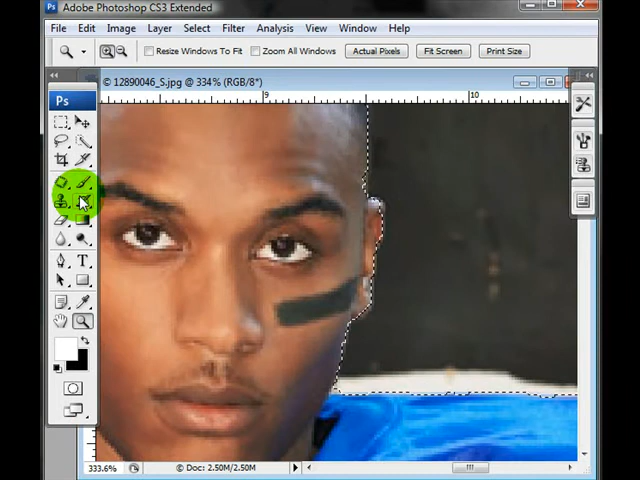 Ps Adobe Photoshop CS3 Extended
File Edit Image Layer Select Filter Analysis View Window Help
Resize Windows To Fit Zoom All Windows Actual Pixels Fit Screen Print Size
© 12890046_S.jpg @ 334% (RGB/8*)
9 10
Ps
T
333.6% © Doc: 2.50M/2.50M